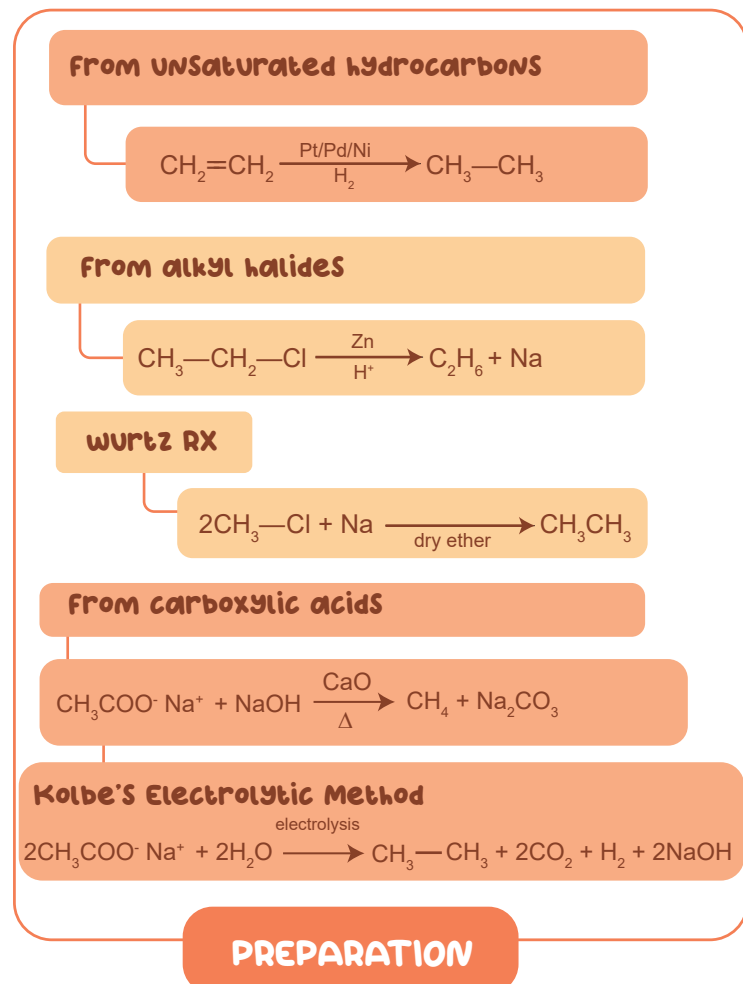 From unsaturated hydrocarbons
CH₂=CH₂ Pt/Pd/Ni H₂ → CH₃—CH₃
From alkyl halides
CH₃—CH₂—Cl Zn H⁺ → C₂H₆ + Na
Wurtz RX
2CH₃—Cl + Na dry ether → CH₃CH₃
From carboxylic acids
CH₃COO⁻ Na⁺ + NaOH CaO Δ → CH₄ + Na₂CO₃
Kolbe's Electrolytic Method
2CH₃COO⁻ Na⁺ + 2H₂O electrolysis → CH₃—CH₃ + 2CO₂ + H₂ + 2NaOH
PREPARATION